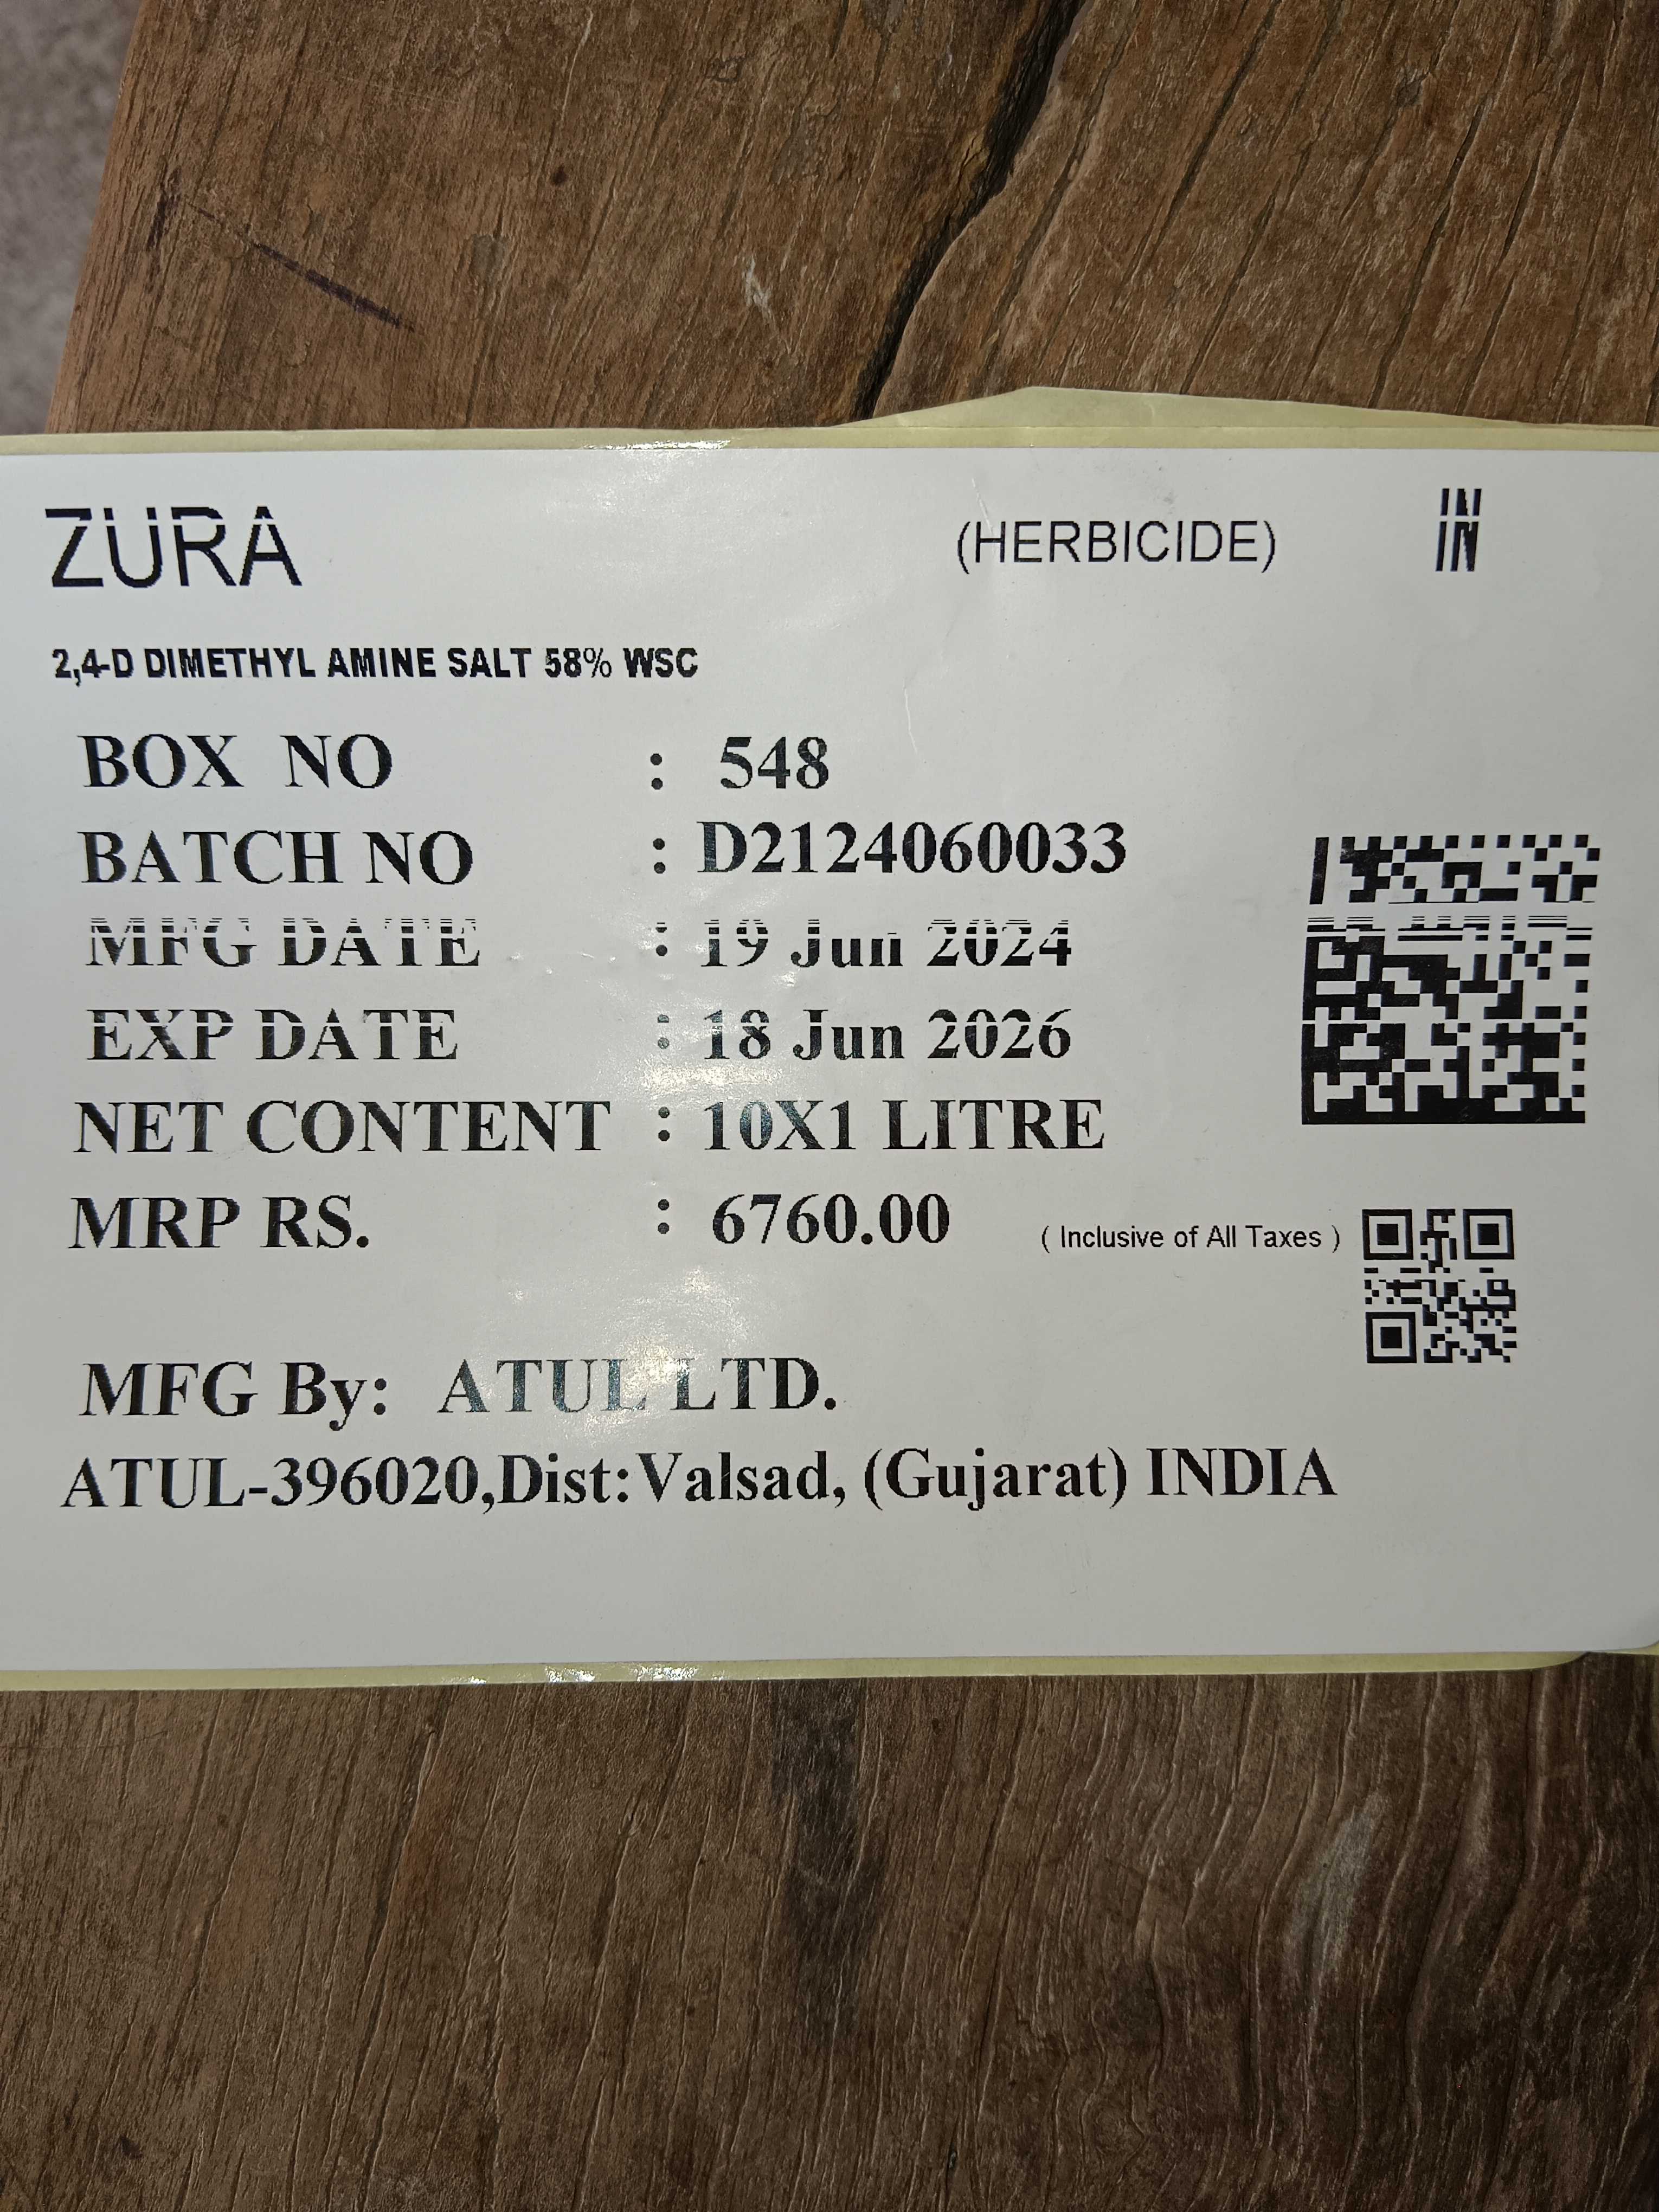 ZURA (HERBICIDE) IN
2,4-D DIMETHYL AMINE SALT 58% WSC
BOX NO : 548
BATCH NO : D2124060033
MFG DATE : 19 Jun 2024
EXP DATE : 18 Jun 2026
NET CONTENT : 10X1 LITRE
MRP RS. : 6760.00 ( Inclusive of All Taxes )
MFG By: ATUL LTD.
ATUL-396020,Dist:Valsad, (Gujarat) INDIA